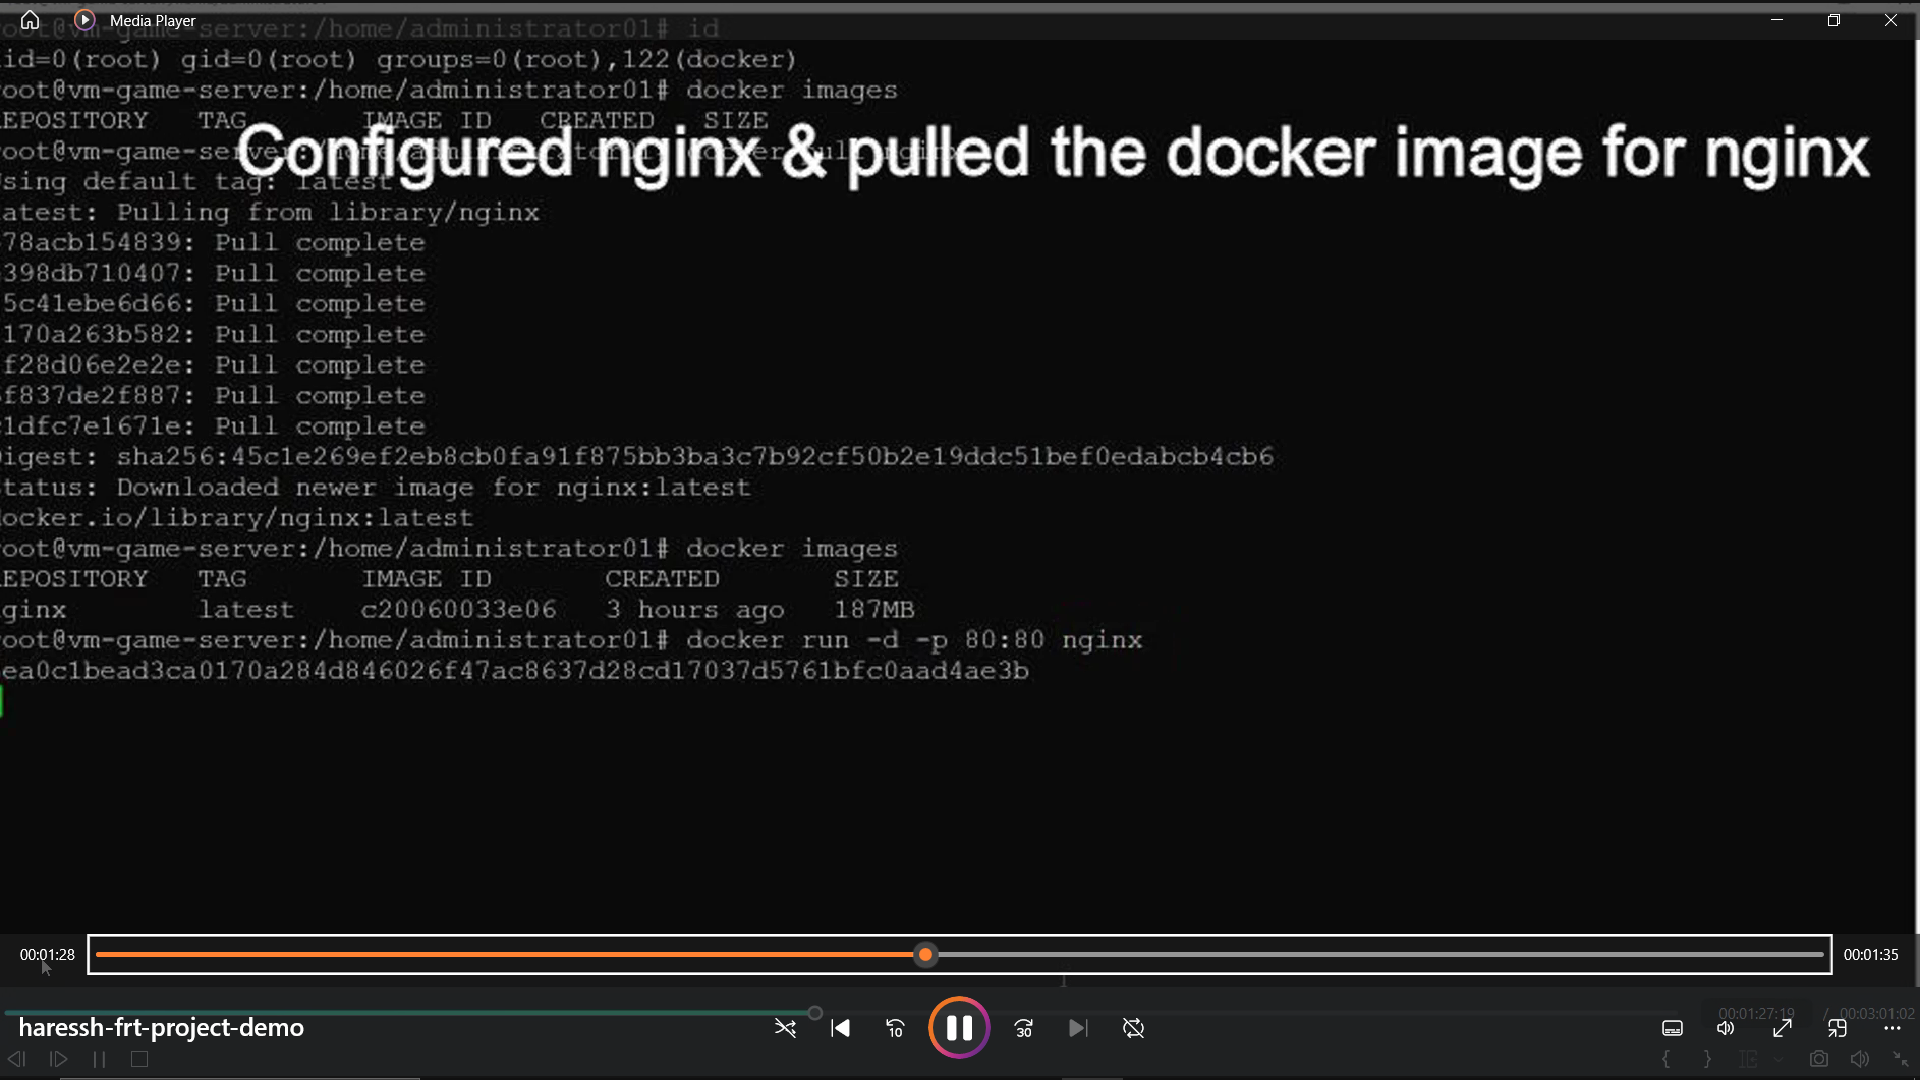 Media Player
oot@vm-game-server:/home/administrator01# id
id=0(root) gid=0(root) groups=0(root),122(docker)
oot@vm-game-server:/home/administrator01# docker images
EPOSITORY TAG IMAGE ID CREATED SIZE
oot@vm-game-server:/home/administrator01# docker pull nginx
Configured nginx & pulled the docker image for nginx
sing default tag: latest
atest: Pulling from library/nginx
78acb154839: Pull complete
398db710407: Pull complete
5c41ebe6d66: Pull complete
170a263b582: Pull complete
f28d06e2e2e: Pull complete
f837de2f887: Pull complete
1dfc7e1671e: Pull complete
igest: sha256:45c1e269ef2eb8cb0fa91f875bb3ba3c7b92cf50b2e19ddc51bef0edabcb4cb6
tatus: Downloaded newer image for nginx:latest
ocker.io/library/nginx:latest
oot@vm-game-server:/home/administrator01# docker images
EPOSITORY TAG IMAGE ID CREATED SIZE
ginx latest c20060033e06 3 hours ago 187MB
oot@vm-game-server:/home/administrator01# docker run -d -p 80:80 nginx
ea0c1bead3ca0170a284d846026f47ac8637d28cd17037d5761bfc0aad4ae3b
00:01:28
00:01:35
00:01:27:19 / 00:03:01:02
haressh-frt-project-demo
10
30